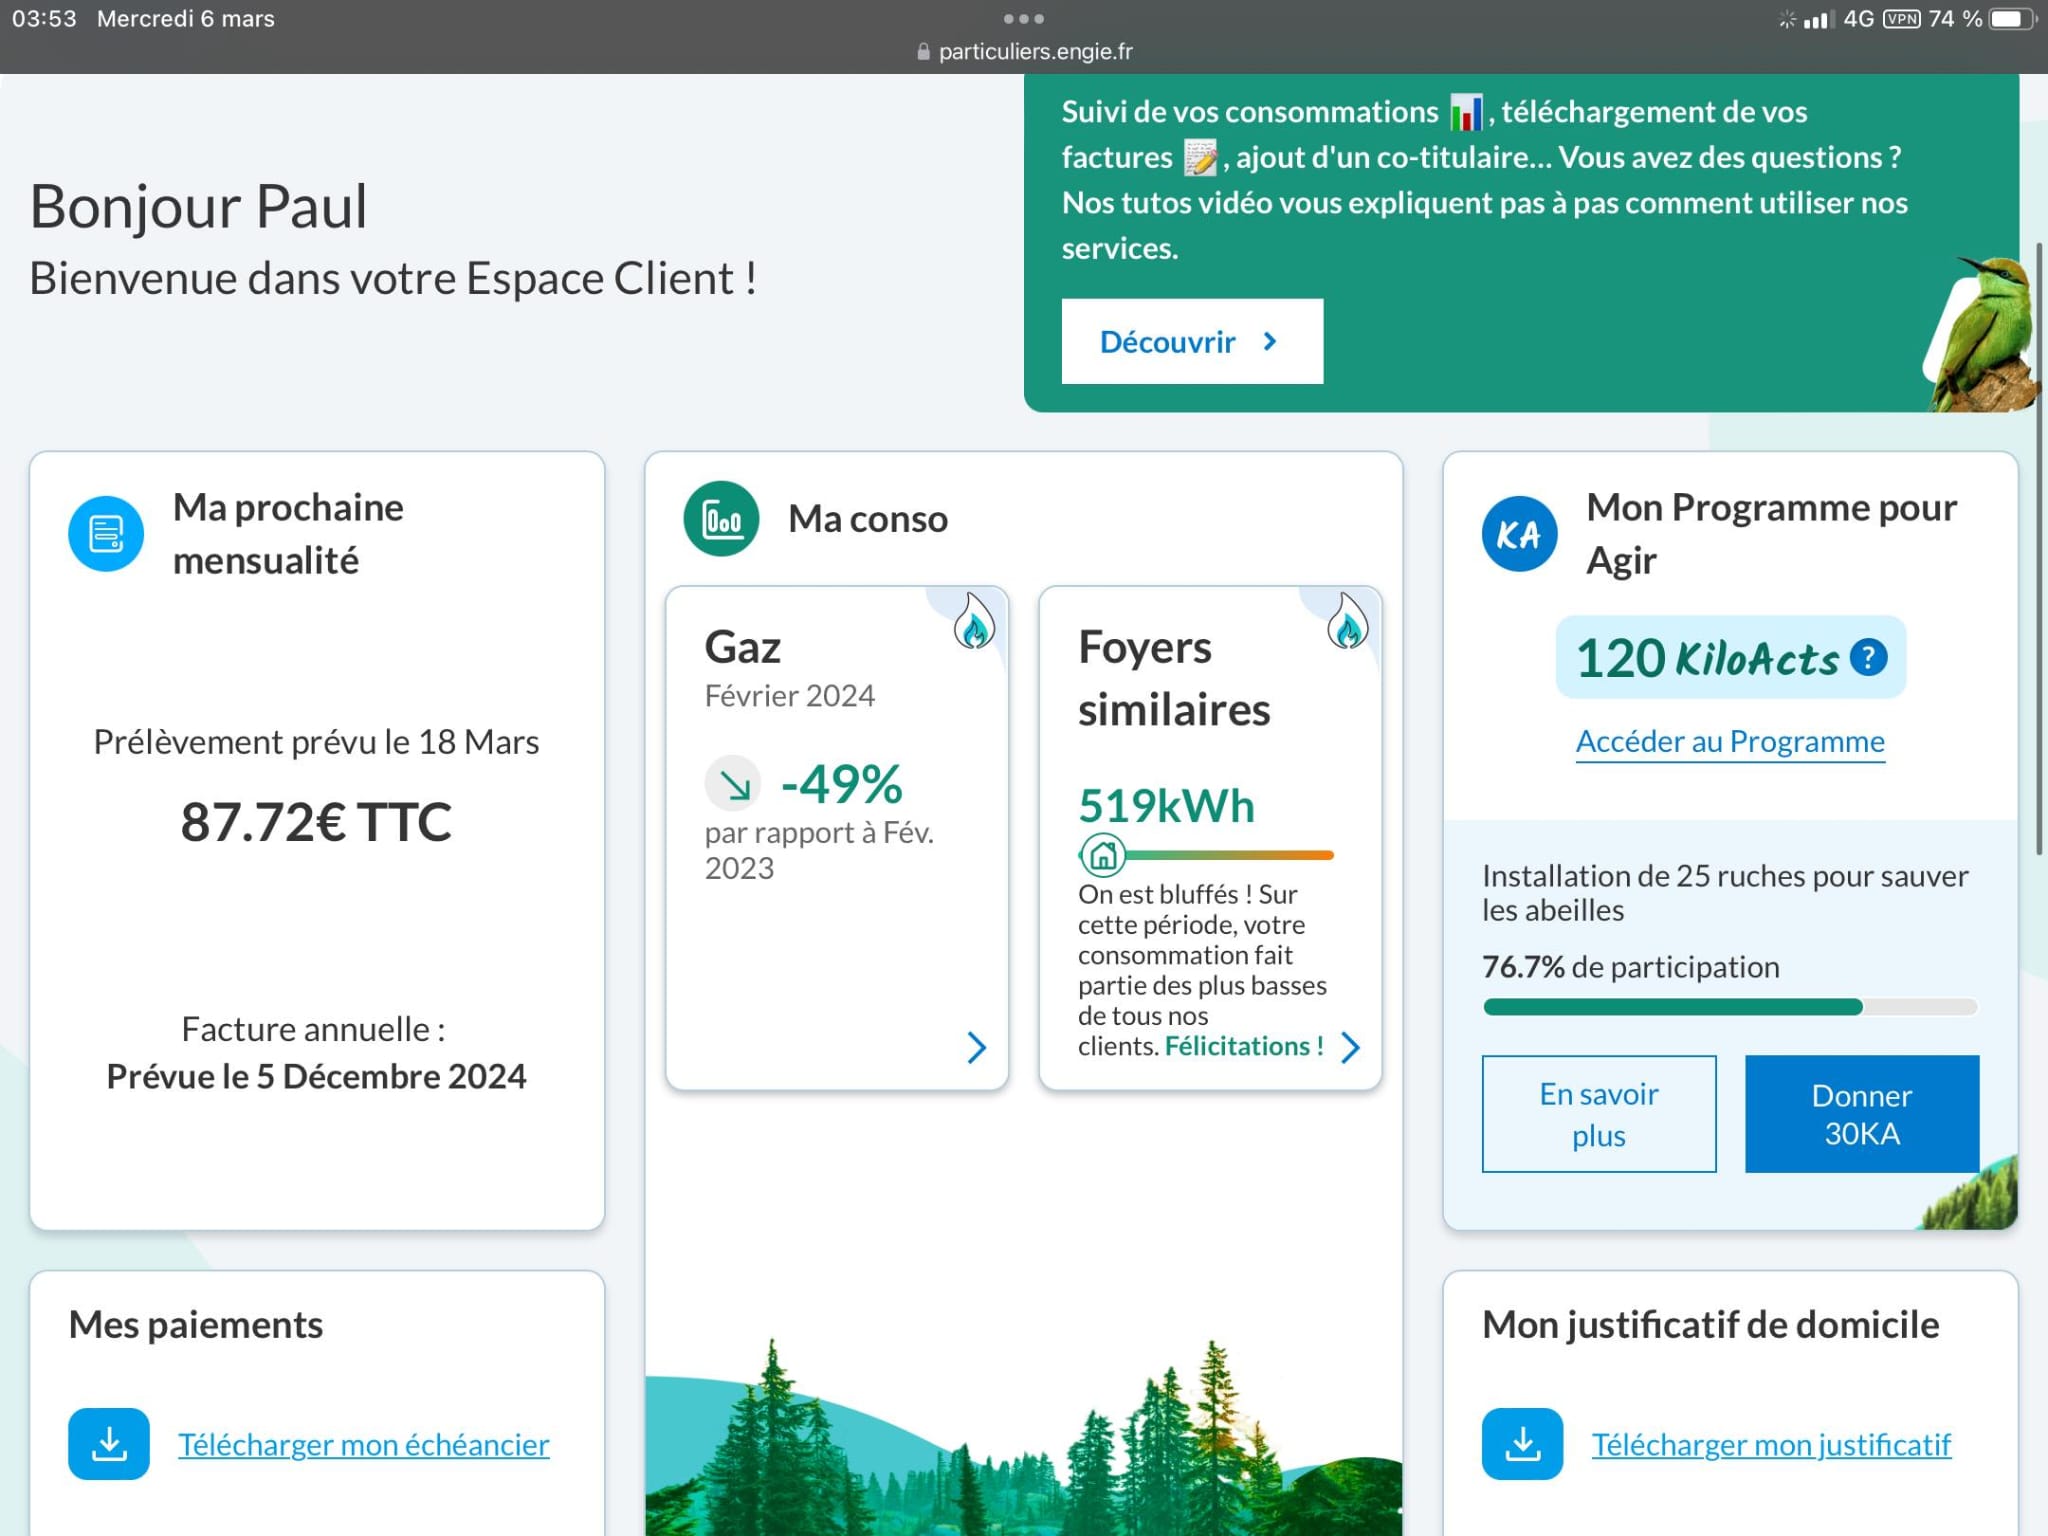 03:53 Mercredi 6 mars
4G VPN 74 %
particuliers.engie.fr
Suivi de vos consommations 📊, téléchargement de vos
factures 📝, ajout d'un co-titulaire... Vous avez des questions ?
Nos tutos vidéo vous expliquent pas à pas comment utiliser nos
services.
Découvrir
Bonjour Paul
Bienvenue dans votre Espace Client !
Ma prochaine
mensualité
Prélèvement prévu le 18 Mars
87.72€ TTC
Facture annuelle :
Prévue le 5 Décembre 2024
Ma conso
Gaz
Février 2024
-49%
par rapport à Fév.
2023
Foyers
similaires
519kWh
On est bluffés ! Sur
cette période, votre
consommation fait
partie des plus basses
de tous nos
clients. Félicitations !
KA
Mon Programme pour
Agir
120 KiloActs ?
Accéder au Programme
Installation de 25 ruches pour sauver
les abeilles
76.7% de participation
En savoir
plus
Donner
30KA
Mes paiements
Télécharger mon échéancier
Mon justificatif de domicile
Télécharger mon justificatif